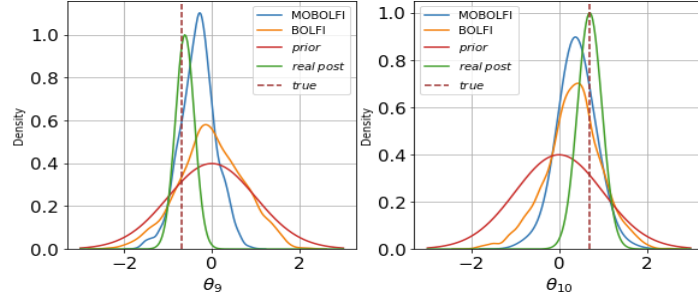 MOBOLFI
BOLFI
prior
real post
true
Density
1.0
0.8
0.6
0.4
0.2
0.0
−2
0
2
θ9
MOBOLFI
BOLFI
prior
real post
true
Density
1.0
0.8
0.6
0.4
0.2
0.0
−2
0
2
θ10